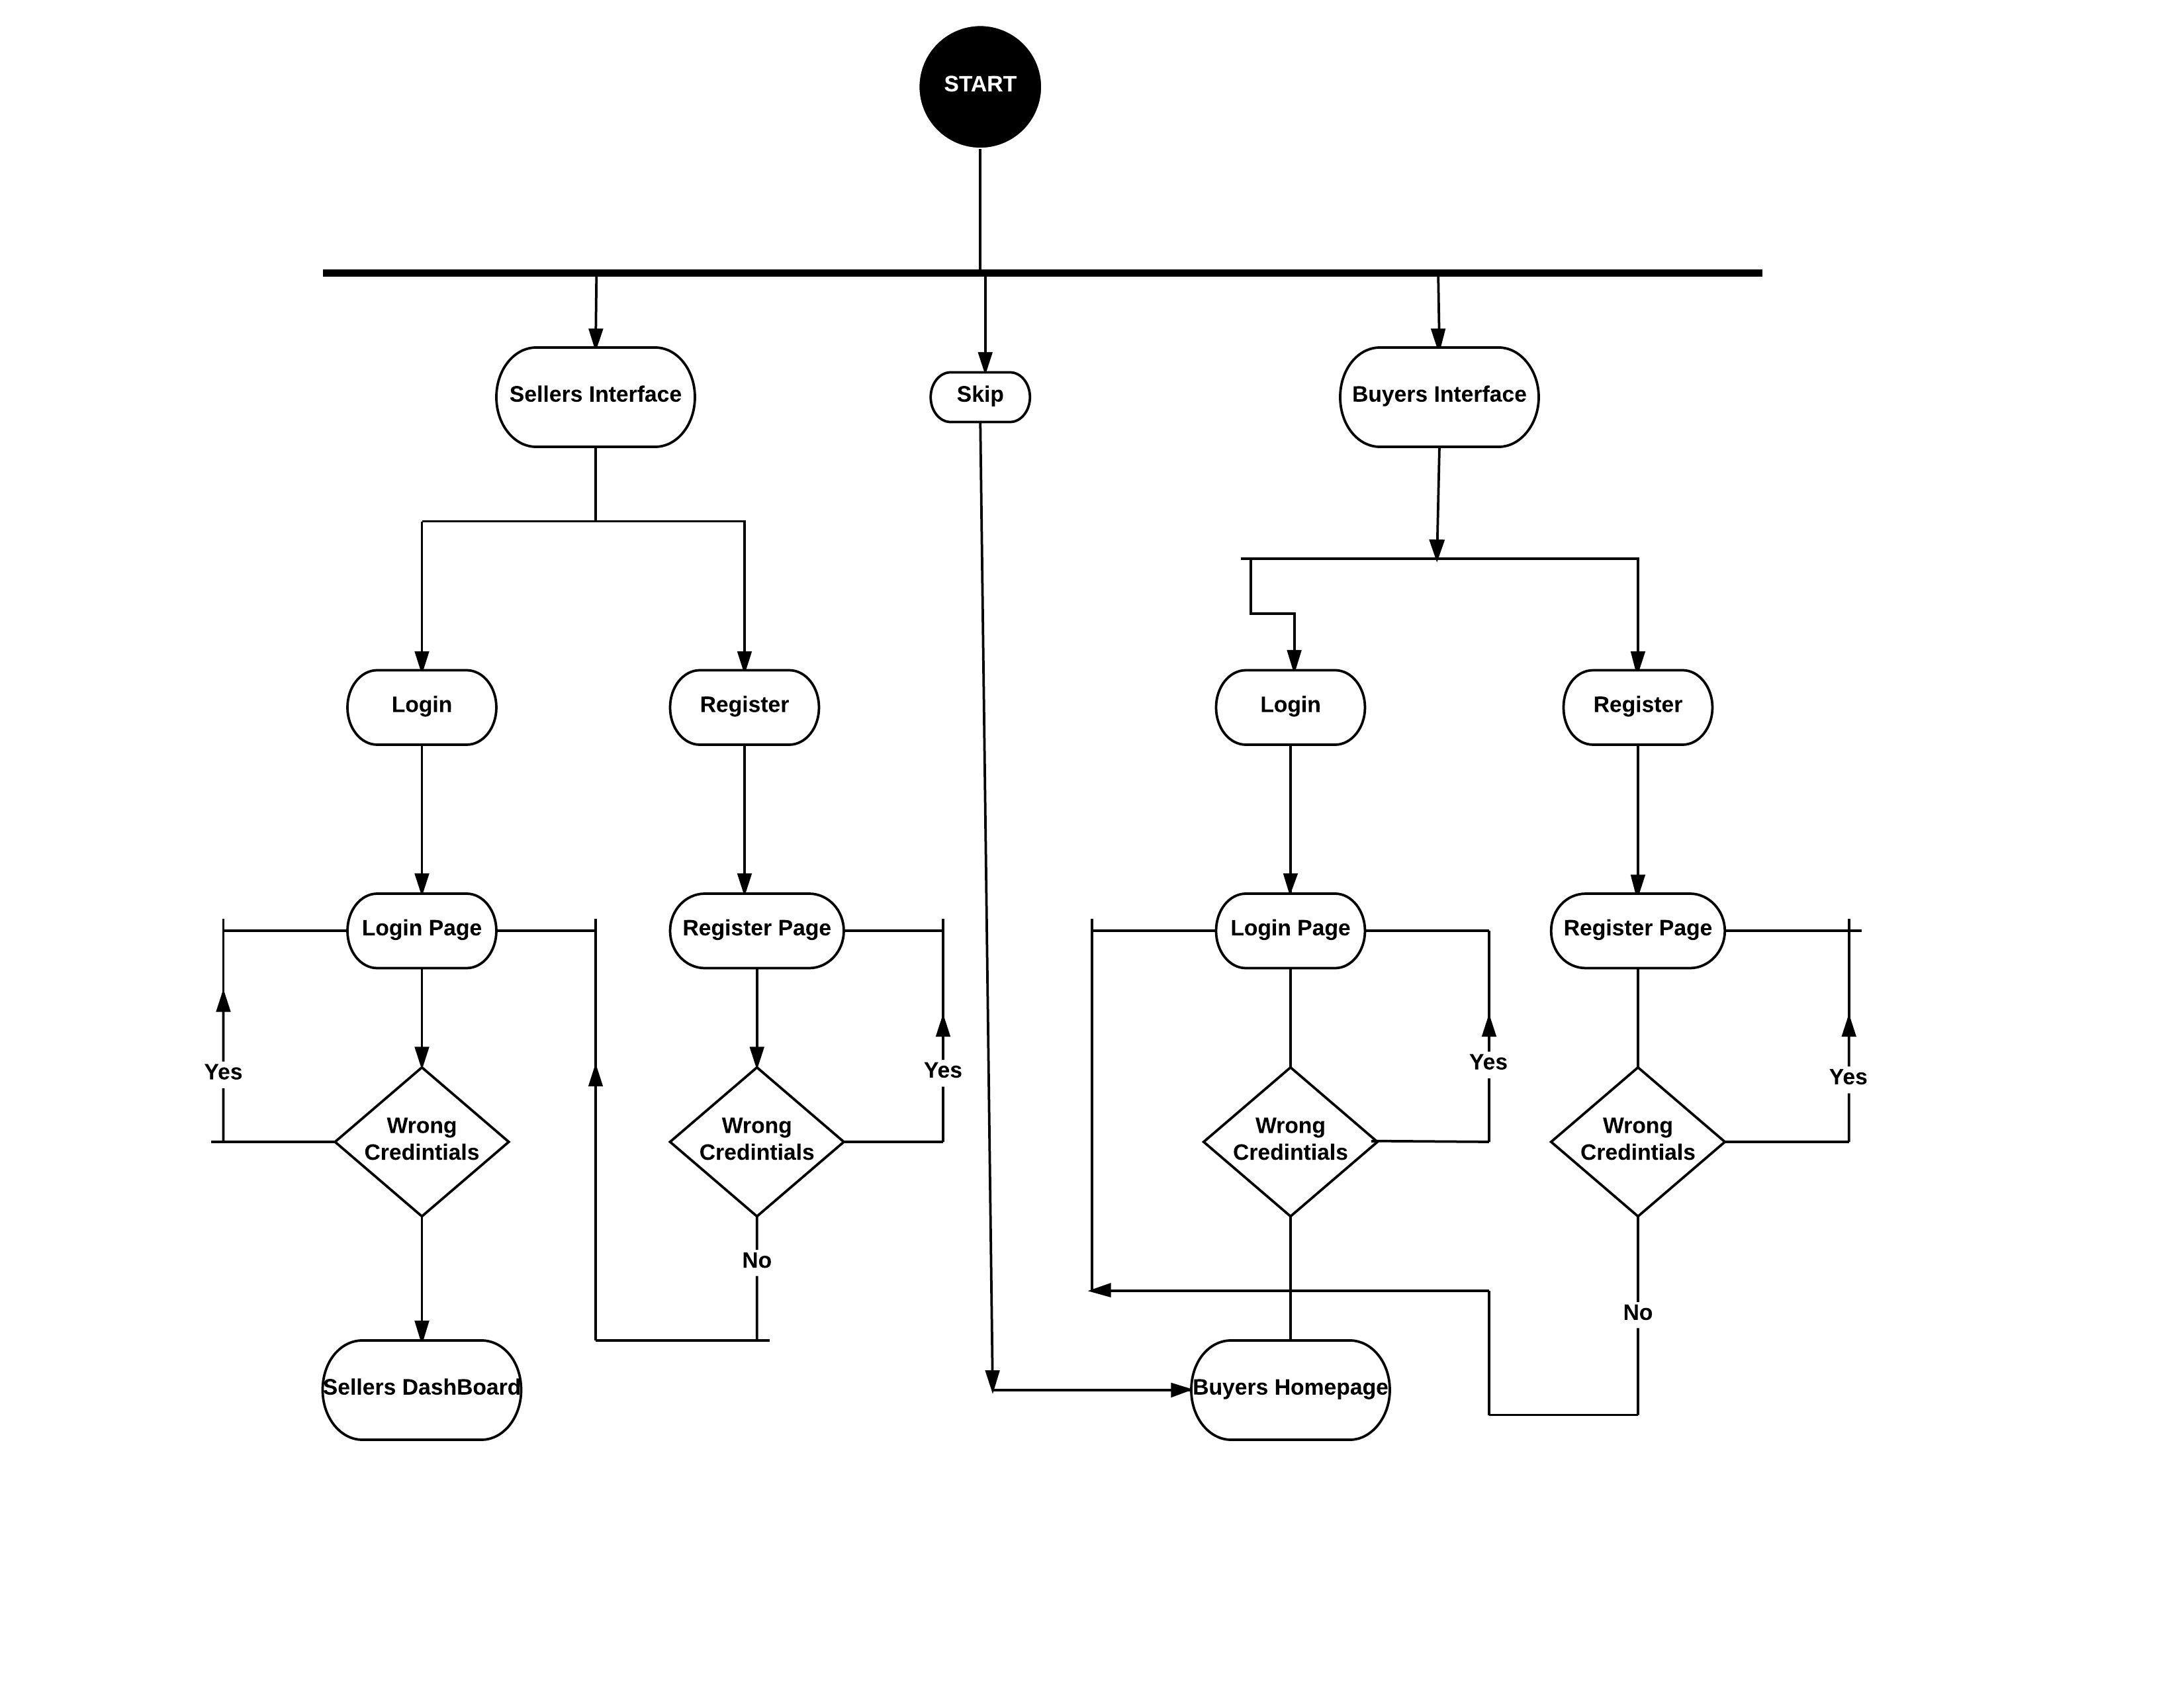 START
Sellers Interface
Skip
Buyers Interface
Login
Register
Login
Register
Login Page
Register Page
Login Page
Register Page
Yes
Yes
Yes
Yes
Wrong
Credintials
Wrong
Credintials
Wrong
Credintials
Wrong
Credintials
No
No
Sellers DashBoard
Buyers Homepage